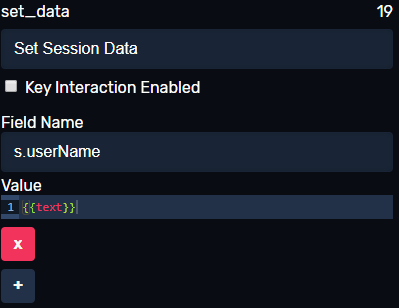 set_data 19
Set Session Data
Key Interaction Enabled
Field Name
s.userName
Value
1 {{text}}
x
+